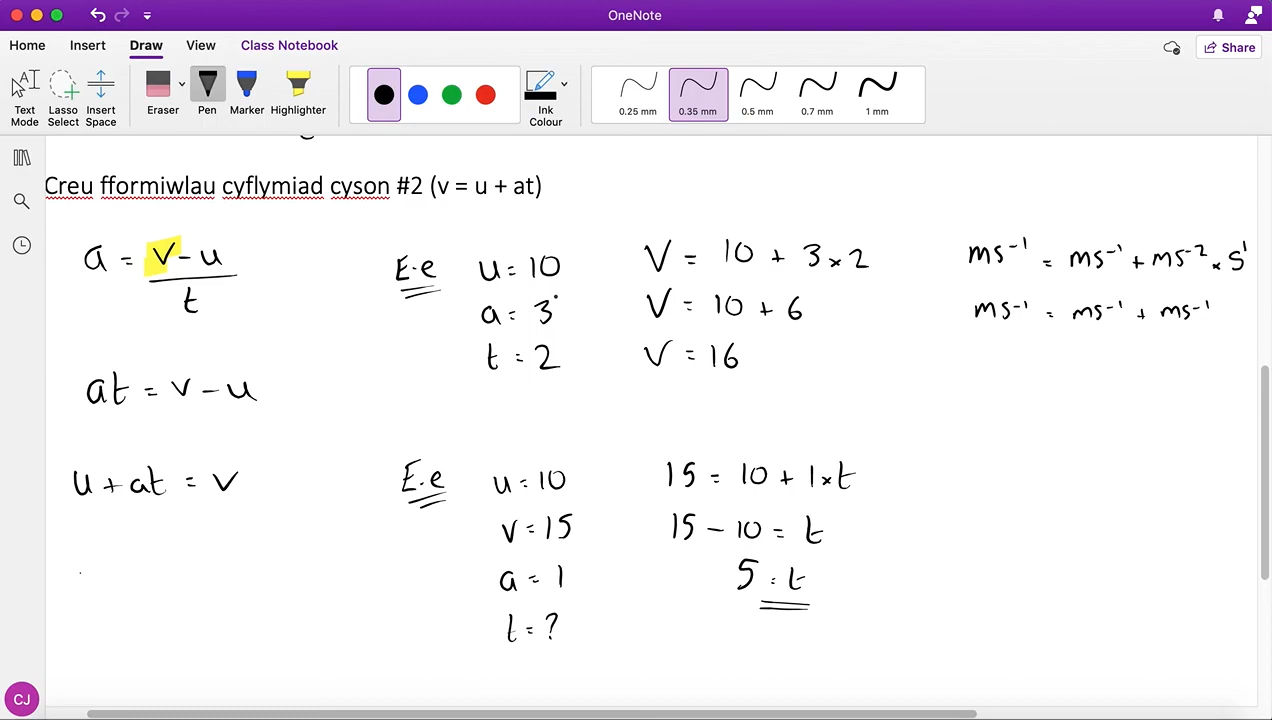 OneNote
Home Insert Draw View Class Notebook
Share
Text Mode
Lasso Select
Insert Space
Eraser
Pen
Marker
Highlighter
Ink Colour
0.25 mm
0.35 mm
0.5 mm
0.7 mm
1 mm
Creu fformiwlau cyflymiad cyson #2 (v = u + at)
a = v - u / t
at = v - u
u + at = v
E.e
u = 10
a = 3
t = 2
V = 10 + 3 × 2
V = 10 + 6
V = 16
ms⁻¹ = ms⁻¹ + ms⁻² × s¹
ms⁻¹ = ms⁻¹ + ms⁻¹
E.e
u = 10
v = 15
a = 1
t = ?
15 = 10 + 1 × t
15 - 10 = t
5 = t
CJ